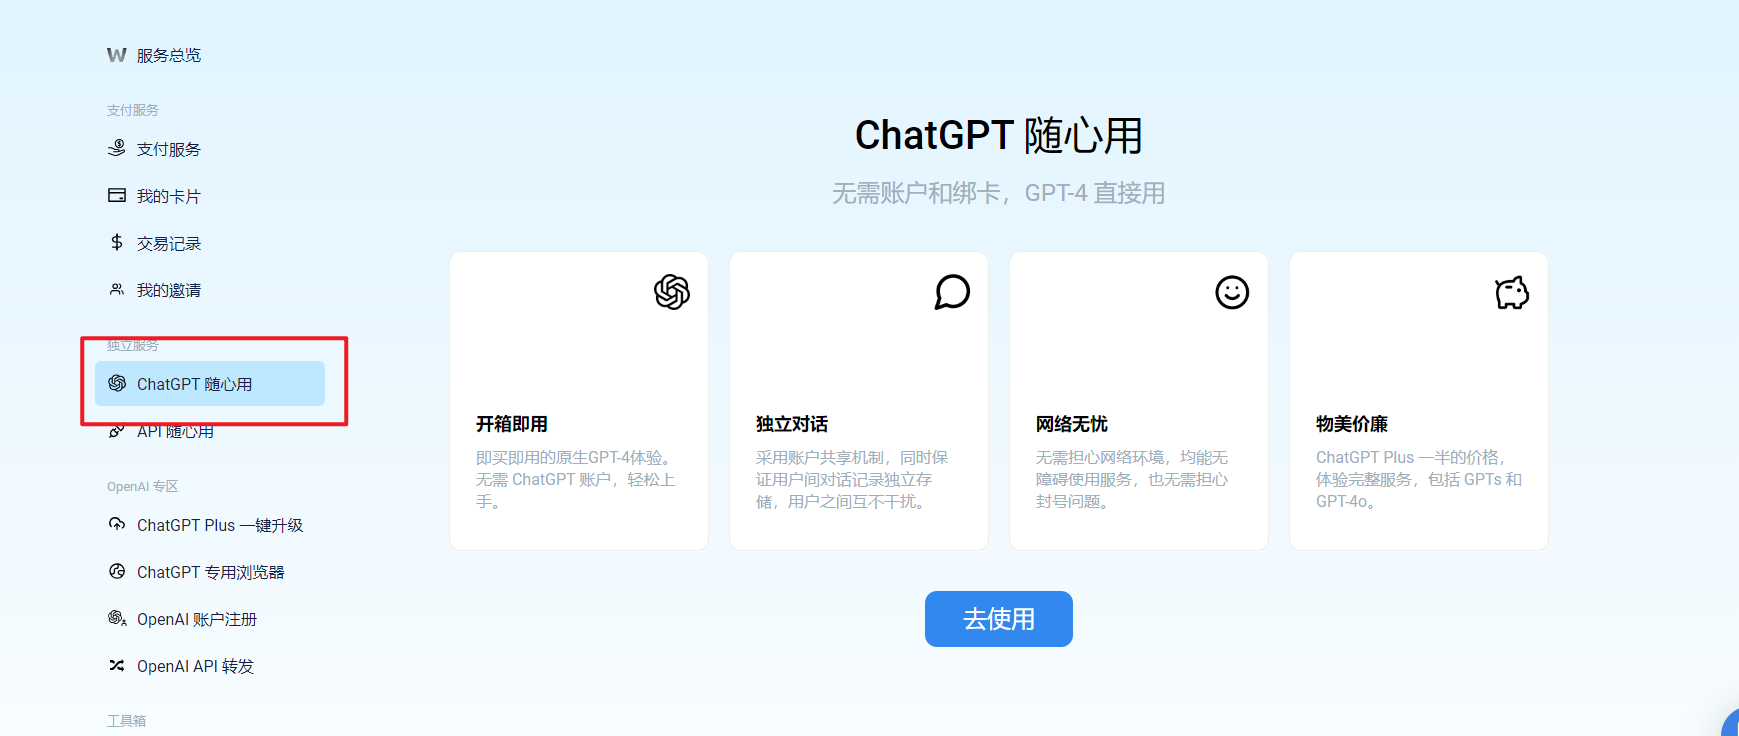 W 服务总览
支付服务
支付服务
我的卡片
交易记录
我的邀请
独立服务
ChatGPT 随心用
API 随心用
OpenAI 专区
ChatGPT Plus 一键升级
ChatGPT 专用浏览器
OpenAI 账户注册
OpenAI API 转发
工具箱
ChatGPT 随心用
无需账户和绑卡，GPT-4 直接用
开箱即用
即买即用的原生GPT-4体验。
无需 ChatGPT 账户，轻松上
手。
独立对话
采用账户共享机制，同时保
证用户间对话记录独立存
储，用户之间互不干扰。
网络无忧
无需担心网络环境，均能无
障碍使用服务，也无需担心
封号问题。
物美价廉
ChatGPT Plus 一半的价格，
体验完整服务，包括 GPTs 和
GPT-4o。
去使用